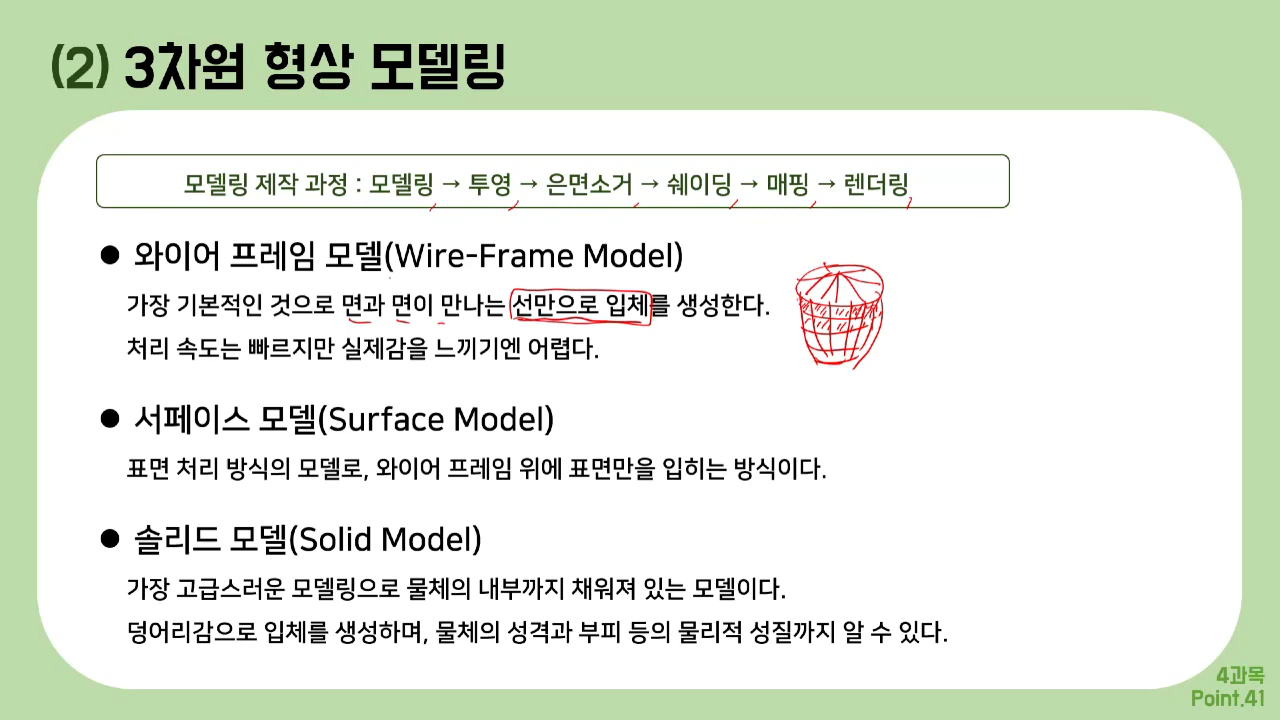 (2) 3차원 형상 모델링
모델링 제작 과정 : 모델링 → 투영 → 은면소거 → 쉐이딩 → 매핑 → 렌더링
● 와이어 프레임 모델(Wire-Frame Model)
가장 기본적인 것으로 면과 면이 만나는 선만으로 입체를 생성한다.
처리 속도는 빠르지만 실제감을 느끼기엔 어렵다.
● 서페이스 모델(Surface Model)
표면 처리 방식의 모델로, 와이어 프레임 위에 표면만을 입히는 방식이다.
● 솔리드 모델(Solid Model)
가장 고급스러운 모델링으로 물체의 내부까지 채워져 있는 모델이다.
덩어리감으로 입체를 생성하며, 물체의 성격과 부피 등의 물리적 성질까지 알 수 있다.
4과목
Point.41